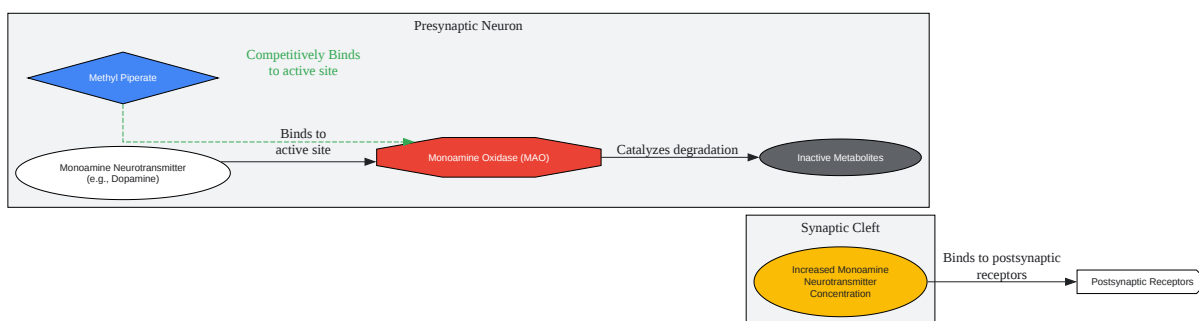 Presynaptic Neuron
Competitively Binds
to active site
Methyl Piperate
Binds to
active site
Monoamine Neurotransmitter
(e.g., Dopamine)
Monoamine Oxidase (MAO)
Catalyzes degradation
Inactive Metabolites
Synaptic Cleft
Increased Monoamine
Neurotransmitter
Concentration
Binds to postsynaptic
receptors
Postsynaptic Receptors